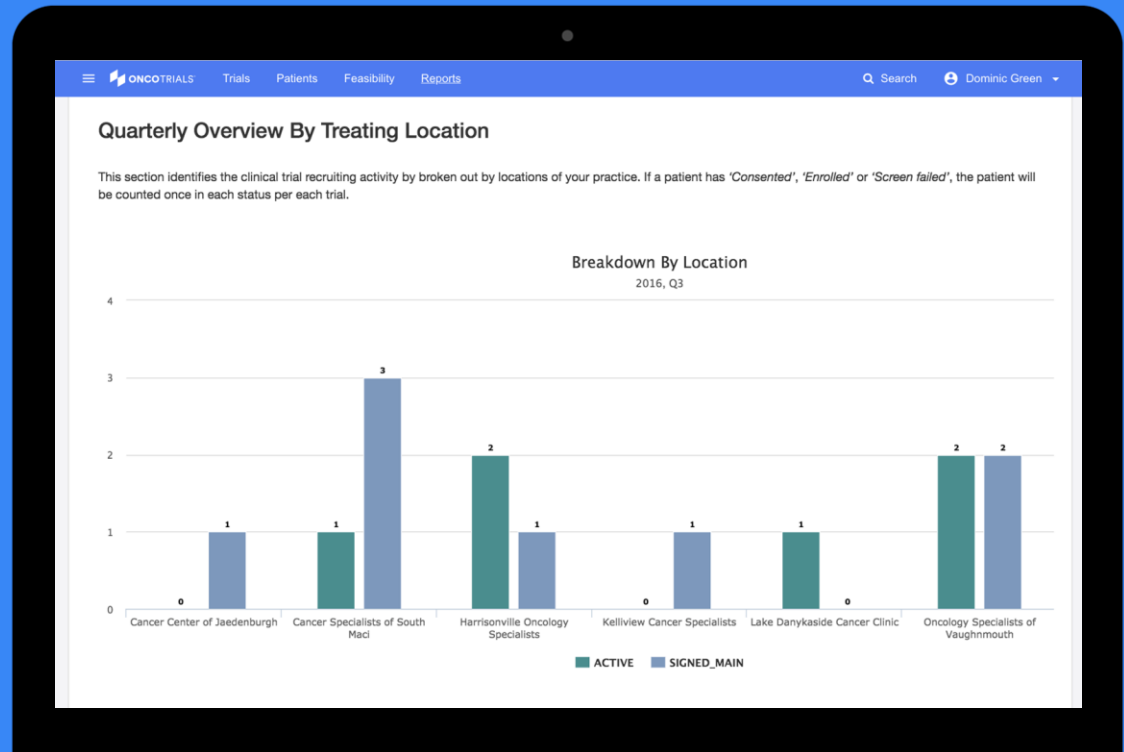 ONCOTRIALS Trials Patients Feasibility Reports Search Dominic Green
Quarterly Overview By Treating Location
This section identifies the clinical trial recruiting activity by broken out by locations of your practice. If a patient has 'Consented', 'Enrolled' or 'Screen failed', the patient will
be counted once in each status per each trial.
Breakdown By Location
2016, Q3
4
3
2
1
0
0 1
1 3
2 1
0 1
1 0
2 2
Cancer Center of Jaedenburgh
Cancer Specialists of South
Maci
Harrisonville Oncology
Specialists
Kelliview Cancer Specialists
Lake Danykaside Cancer Clinic
Oncology Specialists of
Vaughnmouth
ACTIVE SIGNED_MAIN